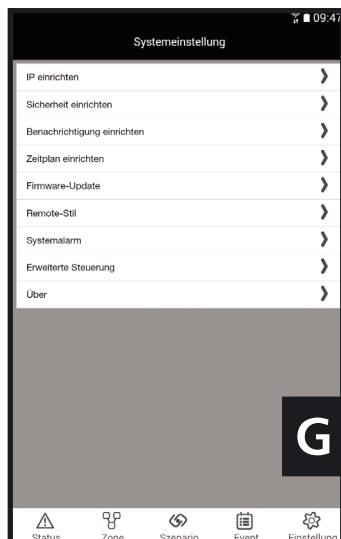 09:47
Systemeinstellung
IP einrichten
Sicherheit einrichten
Benachrichtigung einrichten
Zeitplan einrichten
Firmware-Update
Remote-Stil
Systemalarm
Erweiterte Steuerung
Über
G
Status Zone Szenario Event Einstellung